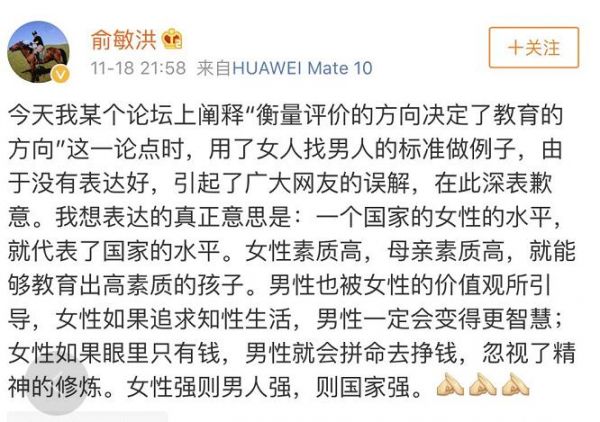 俞敏洪
11-18 21:58 来自HUAWEI Mate 10
+关注
今天我某个论坛上阐释“衡量评价的方向决定了教育的
方向”这一论点时，用了女人找男人的标准做例子，由
于没有表达好，引起了广大网友的误解，在此深表歉
意。我想表达的真正意思是：一个国家的女性的水平，
就代表了国家的水平。女性素质高，母亲素质高，就能
够教育出高素质的孩子。男性也被女性的价值观所引
导，女性如果追求知性生活，男性一定会变得更智慧；
女性如果眼里只有钱，男性就会拼命去挣钱，忽视了精
神的修炼。女性强则男人强，则国家强。